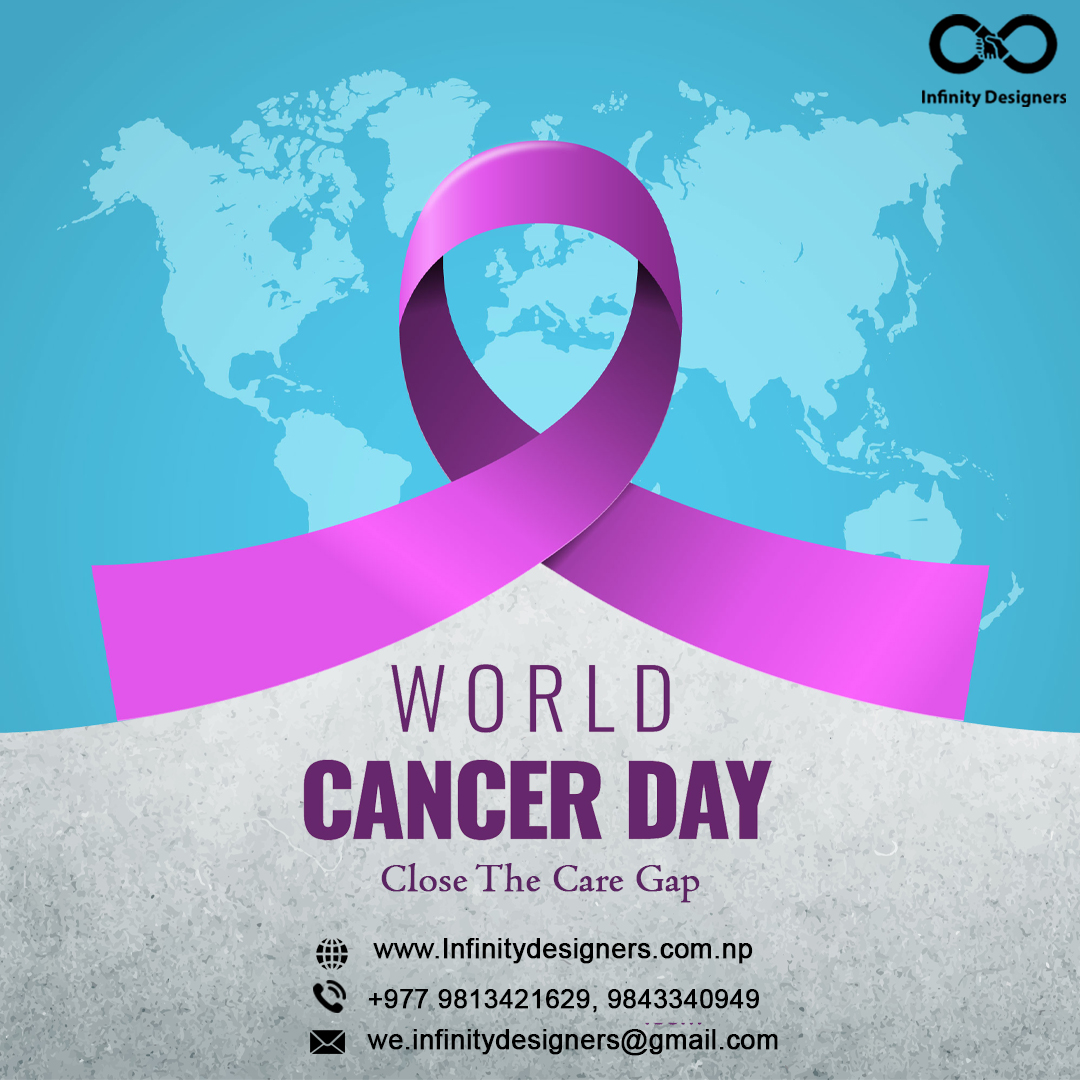 Infinity Designers
WORLD
CANCER DAY
Close The Care Gap
www.Infinitydesigners.com.np
+977 9813421629, 9843340949
we.infinitydesigners@gmail.com